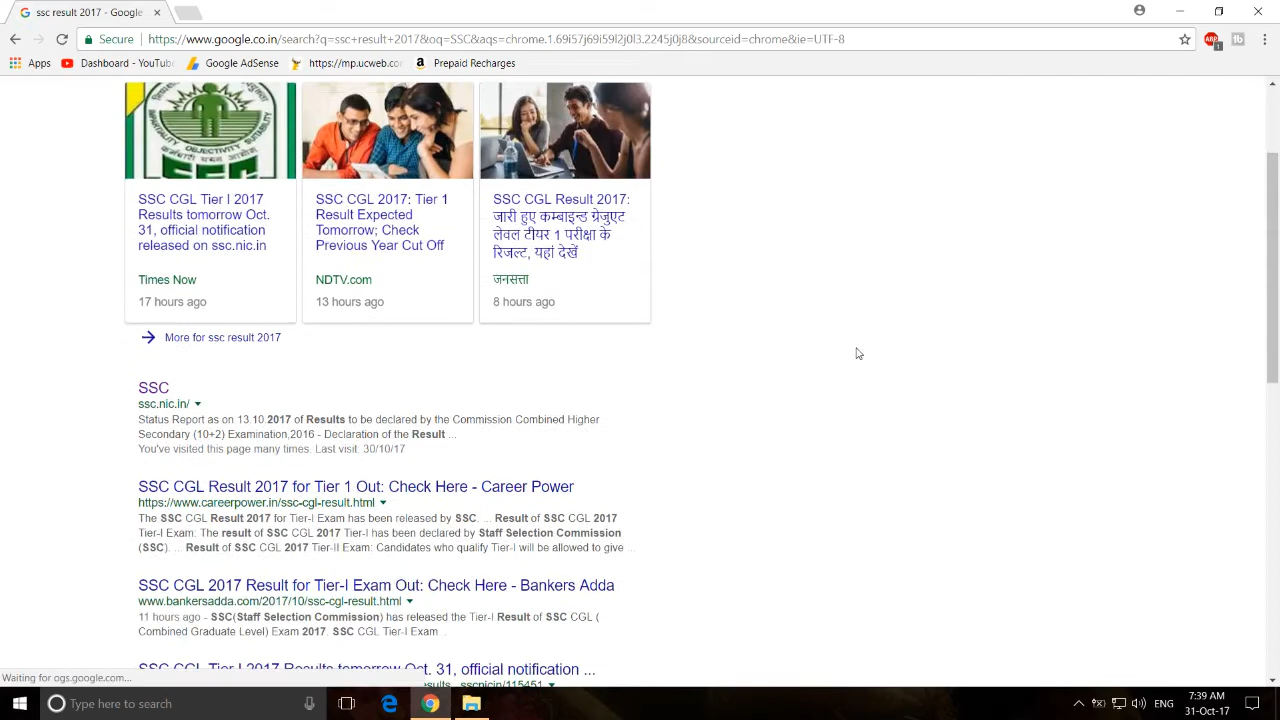 ssc result 2017 - Google
Secure
https://www.google.co.in/search?q=ssc+result+2017&oq=SSC&aqs=chrome.1.69i57j69i59l2j0l3.2245j0j8&sourceid=chrome&ie=UTF-8
Apps
Dashboard - YouTub
Google AdSense
https://mp.ucweb.cor
Prepaid Recharges
SSC CGL Tier I 2017
Results tomorrow Oct.
31, official notification
released on ssc.nic.in
Times Now
17 hours ago
SSC CGL 2017: Tier 1
Result Expected
Tomorrow; Check
Previous Year Cut Off
NDTV.com
13 hours ago
SSC CGL Result 2017:
जारी हुए कम्बाइन्ड ग्रेजुएट
लेवल टीयर 1 परीक्षा के
रिजल्ट, यहां देखें
जनसत्ता
8 hours ago
More for ssc result 2017
SSC
ssc.nic.in/
Status Report as on 13.10.2017 of Results to be declared by the Commission Combined Higher
Secondary (10+2) Examination,2016 - Declaration of the Result ...
You've visited this page many times. Last visit: 30/10/17
SSC CGL Result 2017 for Tier 1 Out: Check Here - Career Power
https://www.careerpower.in/ssc-cgl-result.html
The SSC CGL Result 2017 for Tier-I Exam has been released by SSC. ... Result of SSC CGL 2017
Tier-I Exam: The result of SSC CGL 2017 Tier-I has been declared by Staff Selection Commission
(SSC). ... Result of SSC CGL 2017 Tier-II Exam: Candidates who qualify Tier-I will be allowed to give ...
SSC CGL 2017 Result for Tier-I Exam Out: Check Here - Bankers Adda
www.bankersadda.com/2017/10/ssc-cgl-result.html
11 hours ago - SSC(Staff Selection Commission) has released the Tier-I Result of SSC CGL (
Combined Graduate Level) Exam 2017. SSC CGL Tier-I Exam .
SSC CGL Tier I 2017 Results tomorrow Oct. 31, official notification ...
Waiting for ogs.google.com...
Type here to search
ENG
7:39 AM
31-Oct-17